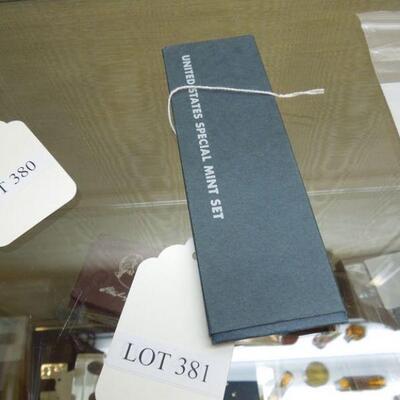 UNITED STATES SPECIAL MINT SET
T 380
LOT 381